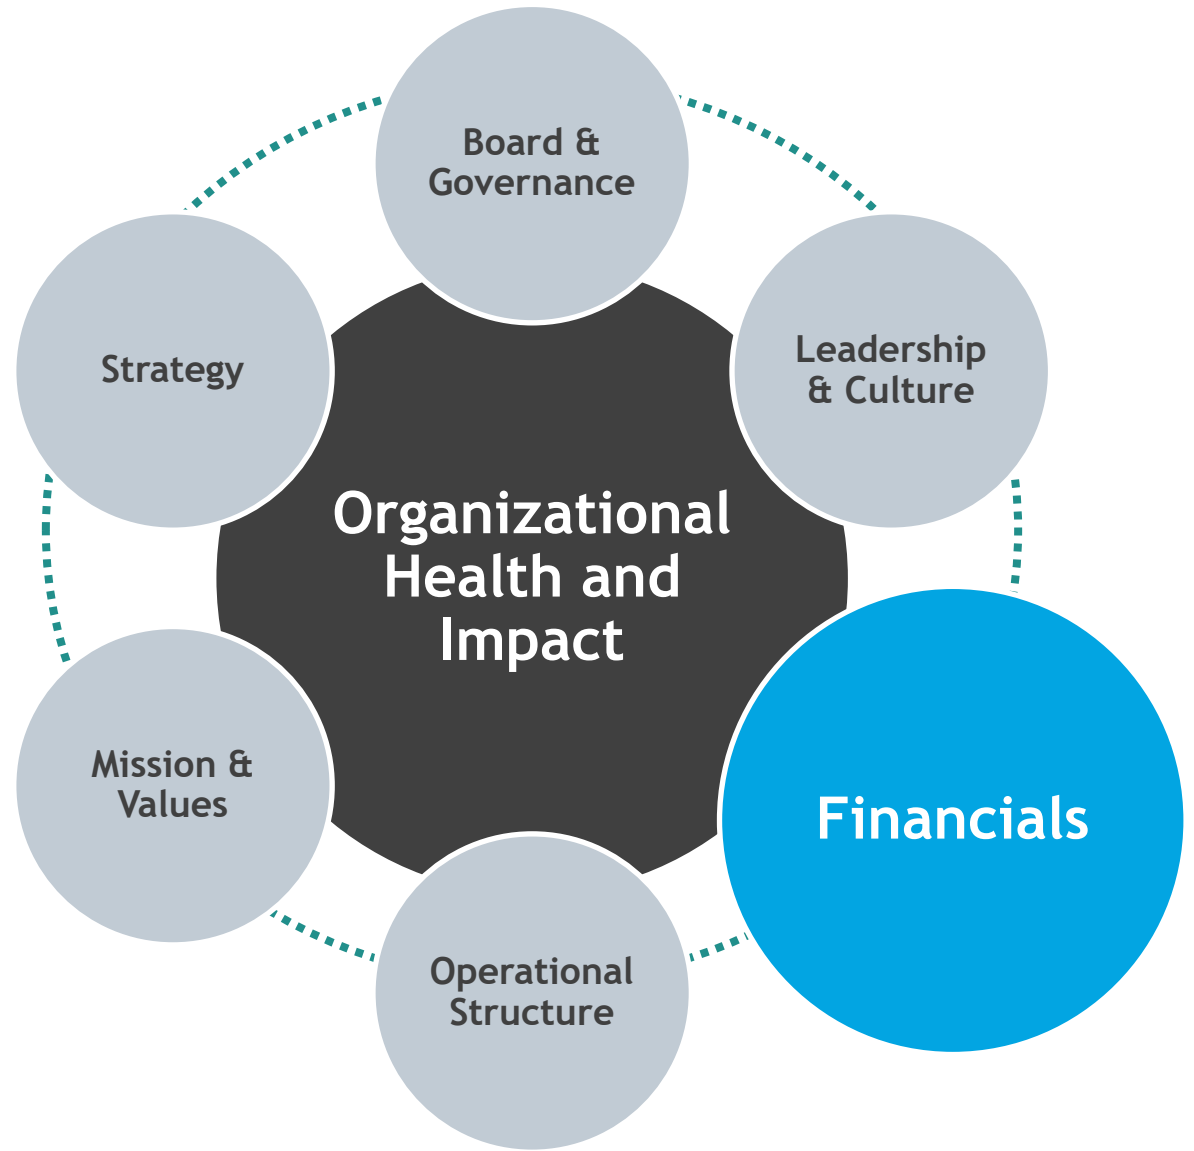 Board &
Governance
Leadership
& Culture
Strategy
Organizational
Health and
Impact
Financials
Mission &
Values
Operational
Structure